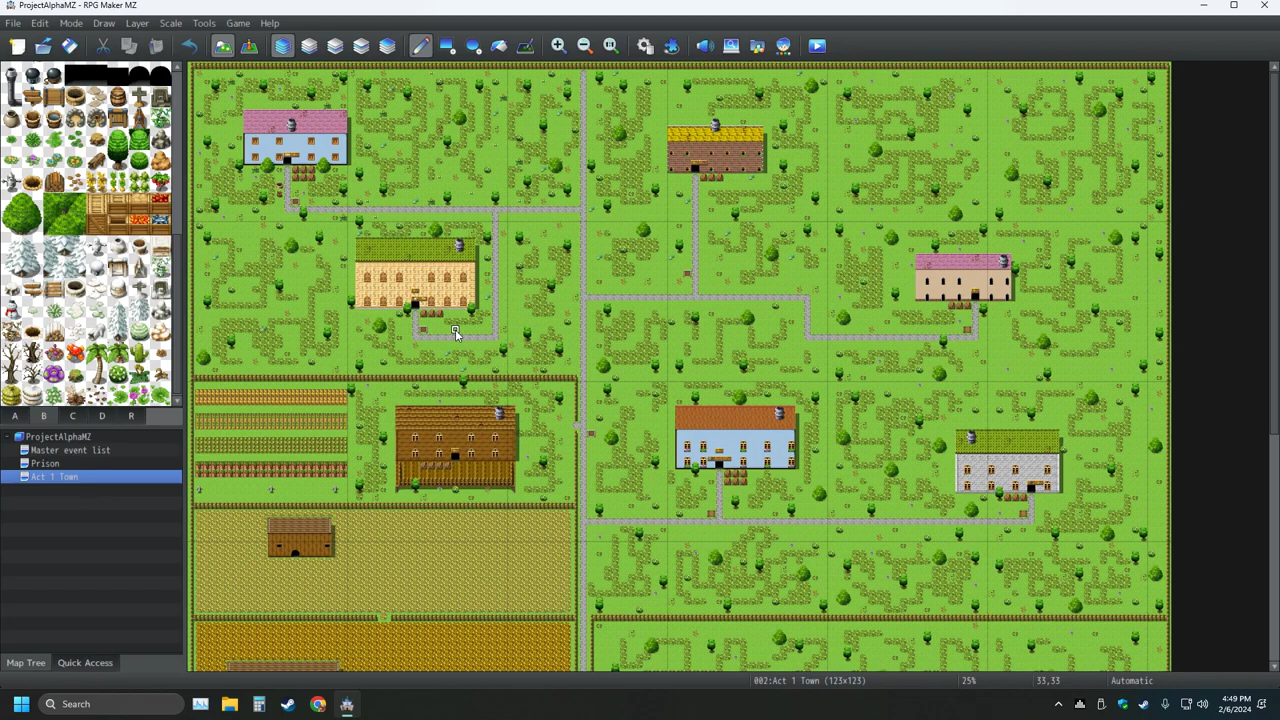 ProjectAlphaMZ - RPG Maker MZ
File Edit Mode Draw Layer Scale Tools Game Help
A B C D R
ProjectAlphaMZ
Master event list
Prison
Act 1 Town
Map Tree Quick Access
002:Act 1 Town (123x123) 25% 33,33 Automatic
Search
4:49 PM
2/6/2024